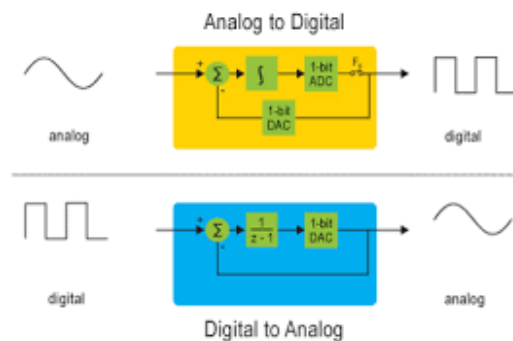 Analog to Digital
+
Σ
-
∫
1-bit
ADC
1-bit
DAC
analog
digital
+
Σ
-
1
z - 1
1-bit
DAC
digital
analog
Digital to Analog